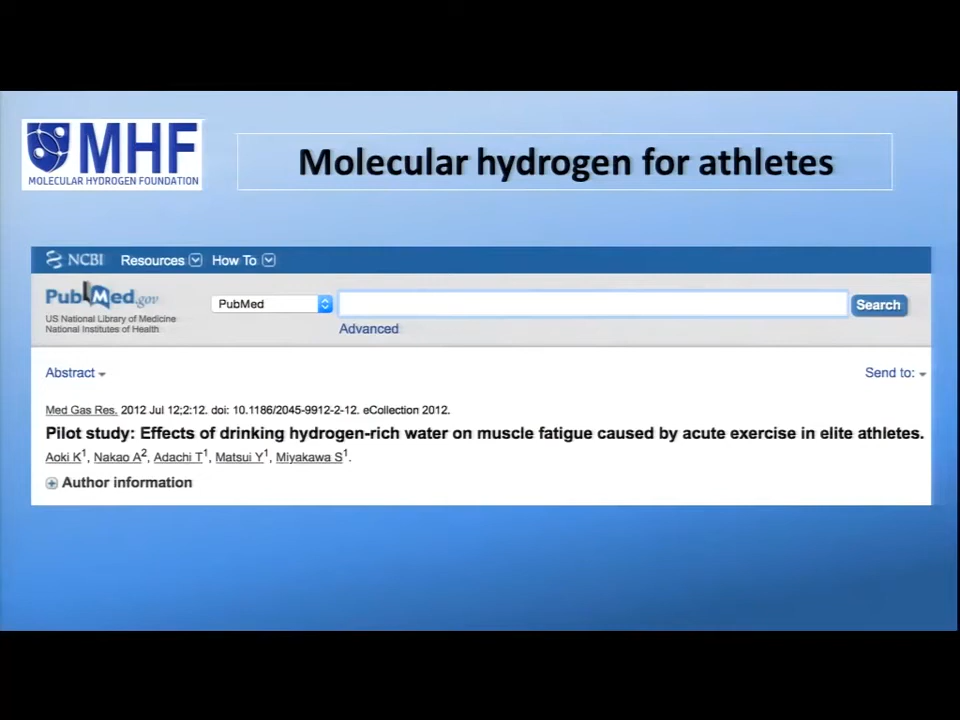 MHF
MOLECULAR HYDROGEN FOUNDATION
Molecular hydrogen for athletes
NCBI Resources How To
PubMed.gov
US National Library of Medicine
National Institutes of Health
PubMed
Search
Advanced
Abstract
Send to:
Med Gas Res. 2012 Jul 12;2:12. doi: 10.1186/2045-9912-2-12. eCollection 2012.
Pilot study: Effects of drinking hydrogen-rich water on muscle fatigue caused by acute exercise in elite athletes.
Aoki K1, Nakao A2, Adachi T1, Matsui Y1, Miyakawa S1.
Author information